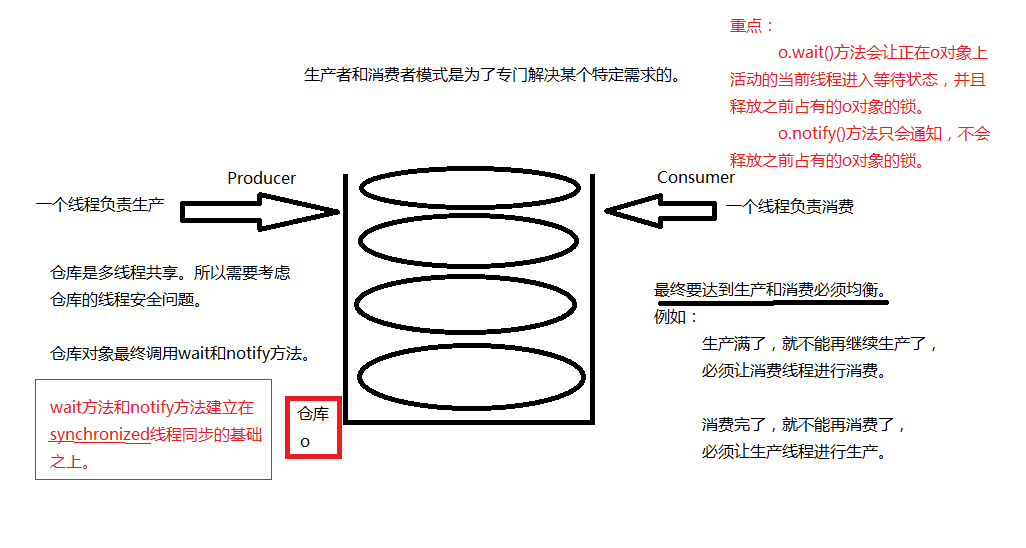 重点：
o.wait()方法会让正在o对象上
活动的当前线程进入等待状态，并且
释放之前占有的o对象的锁。
o.notify()方法只会通知，不会
释放之前占有的o对象的锁。
生产者和消费者模式是为了专门解决某个特定需求的。
Producer
一个线程负责生产
Consumer
一个线程负责消费
仓库是多线程共享。所以需要考虑
仓库的线程安全问题。
仓库对象最终调用wait和notify方法。
wait方法和notify方法建立在
synchronized线程同步的基础
之上。
仓库
o
最终要达到生产和消费必须均衡。
例如：
生产满了，就不能再继续生产了，
必须让消费线程进行消费。
消费完了，就不能再消费了，
必须让生产线程进行生产。